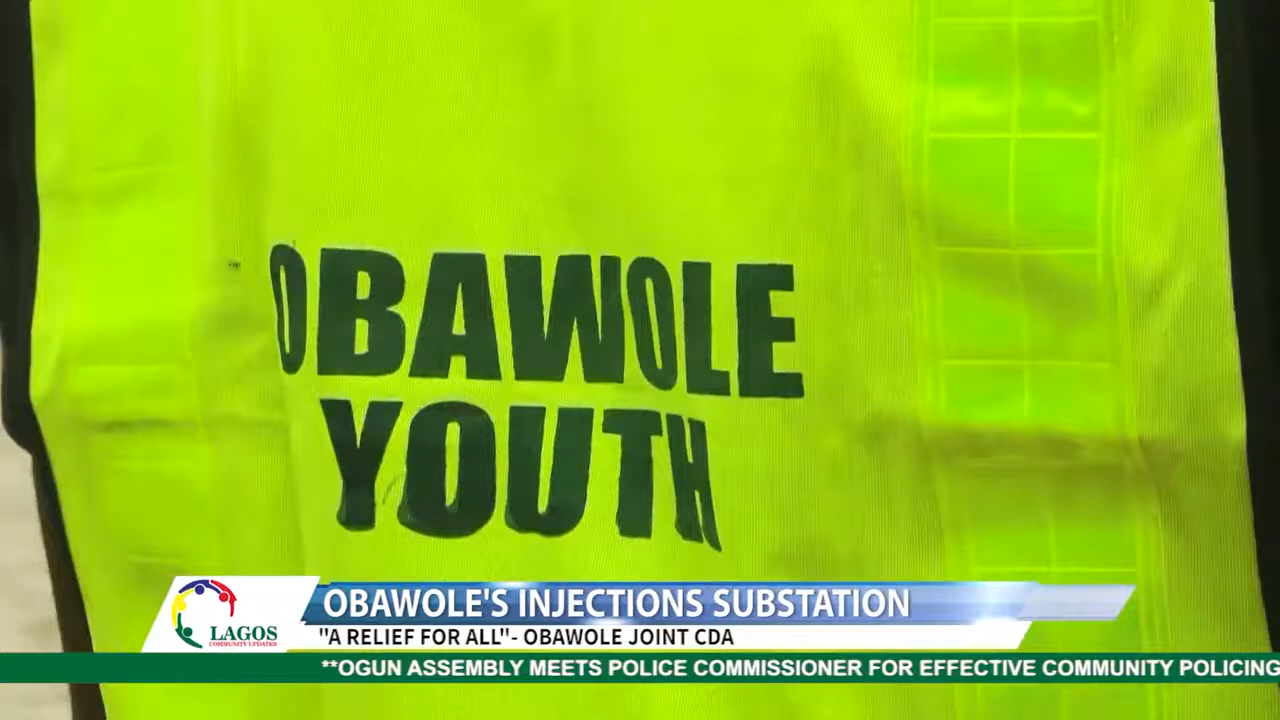 OBAWOLE
YOUTH
OBAWOLE'S INJECTIONS SUBSTATION
LAGOS
COMMUNITY UPDATES
"A RELIEF FOR ALL"- OBAWOLE JOINT CDA
**OGUN ASSEMBLY MEETS POLICE COMMISSIONER FOR EFFECTIVE COMMUNITY POLICING